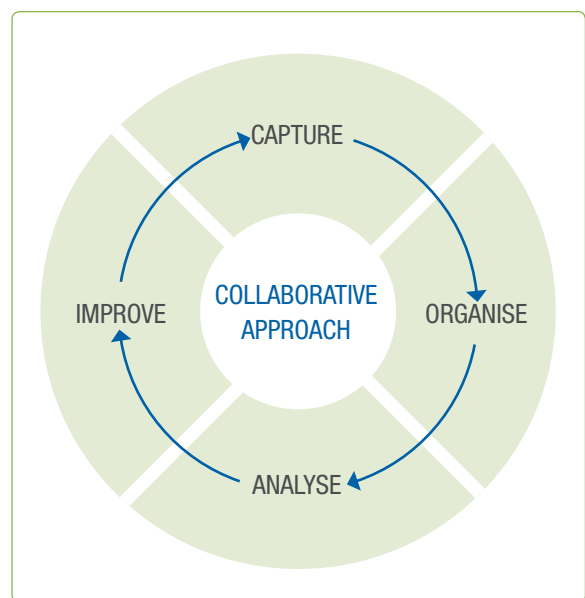 CAPTURE
COLLABORATIVE
APPROACH
IMPROVE
ORGANISE
ANALYSE